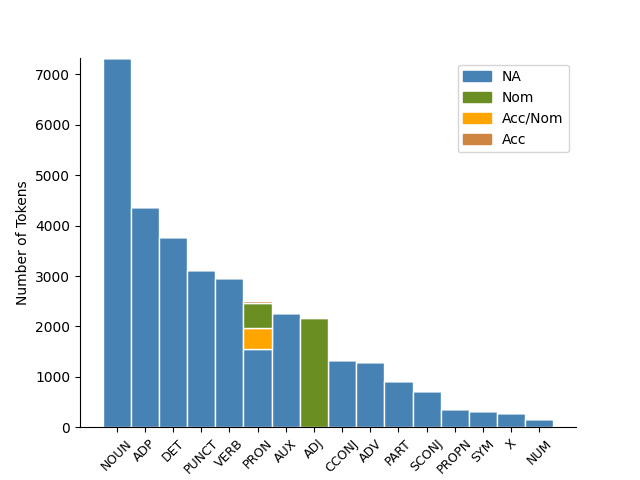 7000
6000
5000
4000
3000
2000
1000
0
Number of Tokens
NA
Nom
Acc/Nom
Acc
NOUN
ADP
DET
PUNCT
VERB
PRON
AUX
ADJ
CCONJ
ADV
PART
SCONJ
PROPN
SYM
X
NUM